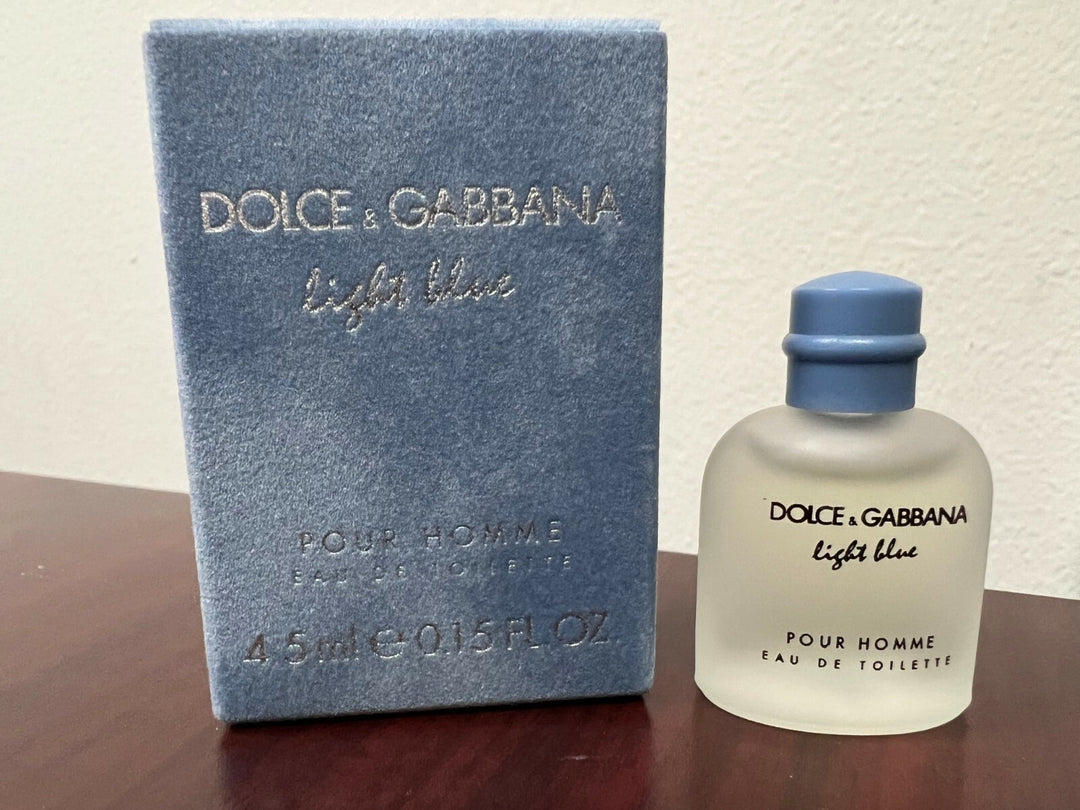 DOLCE & GABBANA
light blue
POUR HOMME
EAU DE TOILETTE
4.5ml e 0.15 FL.OZ.
DOLCE & GABBANA
light blue
POUR HOMME
EAU DE TOILETTE